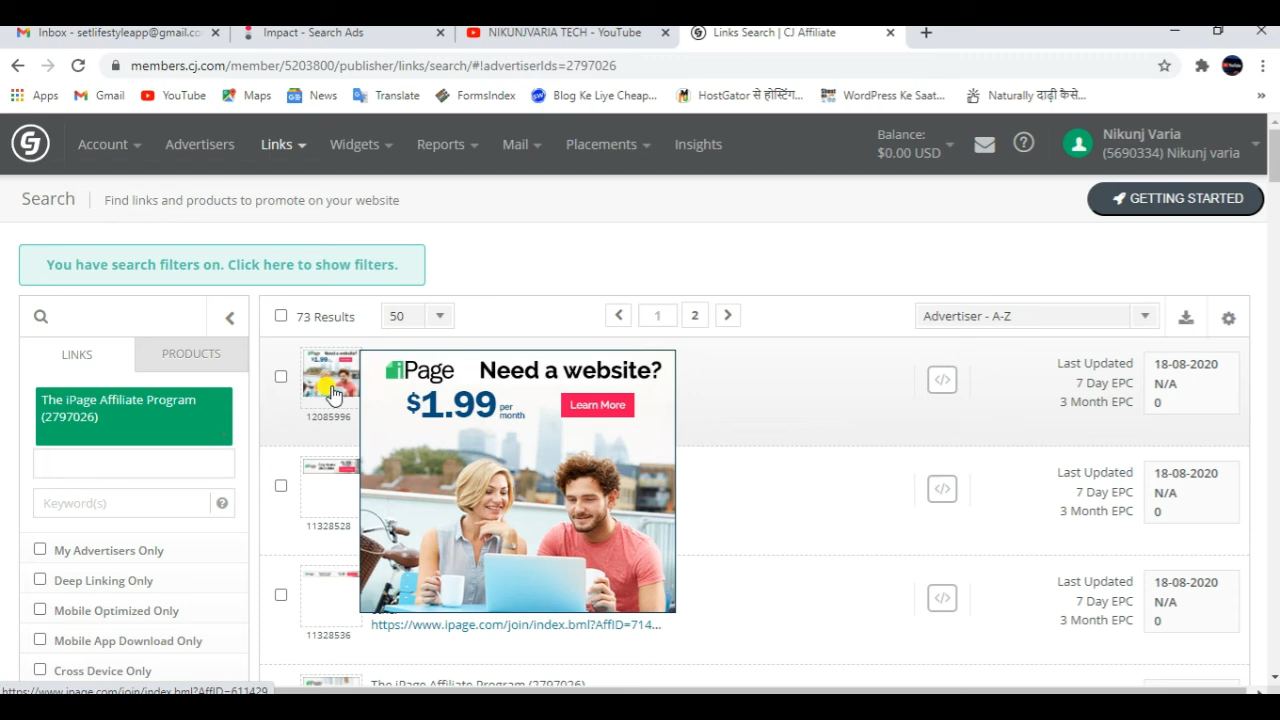 Inbox - setlifestyleapp@gmail.co
Impact - Search Ads
NIKUNJVARIA TECH - YouTube
Links Search | CJ Affiliate
members.cj.com/member/5203800/publisher/links/search/#!advertiserIds=2797026
Apps
Gmail
YouTube
Maps
News
Translate
FormsIndex
Blog Ke Liye Cheap...
HostGator से होस्टिंग...
WordPress Ke Saat...
Naturally दाढ़ी कैसे...
»
Account
Advertisers
Links
Widgets
Reports
Mail
Placements
Insights
Balance:
$0.00 USD
Nikunj Varia
(5690334) Nikunj varia
Search
Find links and products to promote on your website
GETTING STARTED
You have search filters on. Click here to show filters.
73 Results
50
1
2
Advertiser - A-Z
LINKS
PRODUCTS
The iPage Affiliate Program
(2797026)
Keyword(s)
My Advertisers Only
Deep Linking Only
Mobile Optimized Only
Mobile App Download Only
Cross Device Only
12085996
iPage
Need a website?
$1.99 per month
Learn More
Last Updated 18-08-2020
7 Day EPC N/A
3 Month EPC 0
11328528
Last Updated 18-08-2020
7 Day EPC N/A
3 Month EPC 0
11328536
https://www.ipage.com/join/index.bml?AffID=714...
Last Updated 18-08-2020
7 Day EPC N/A
3 Month EPC 0
The iPage Affiliate Program (2797026)
https://www.ipage.com/join/index.bml?AffID=611429